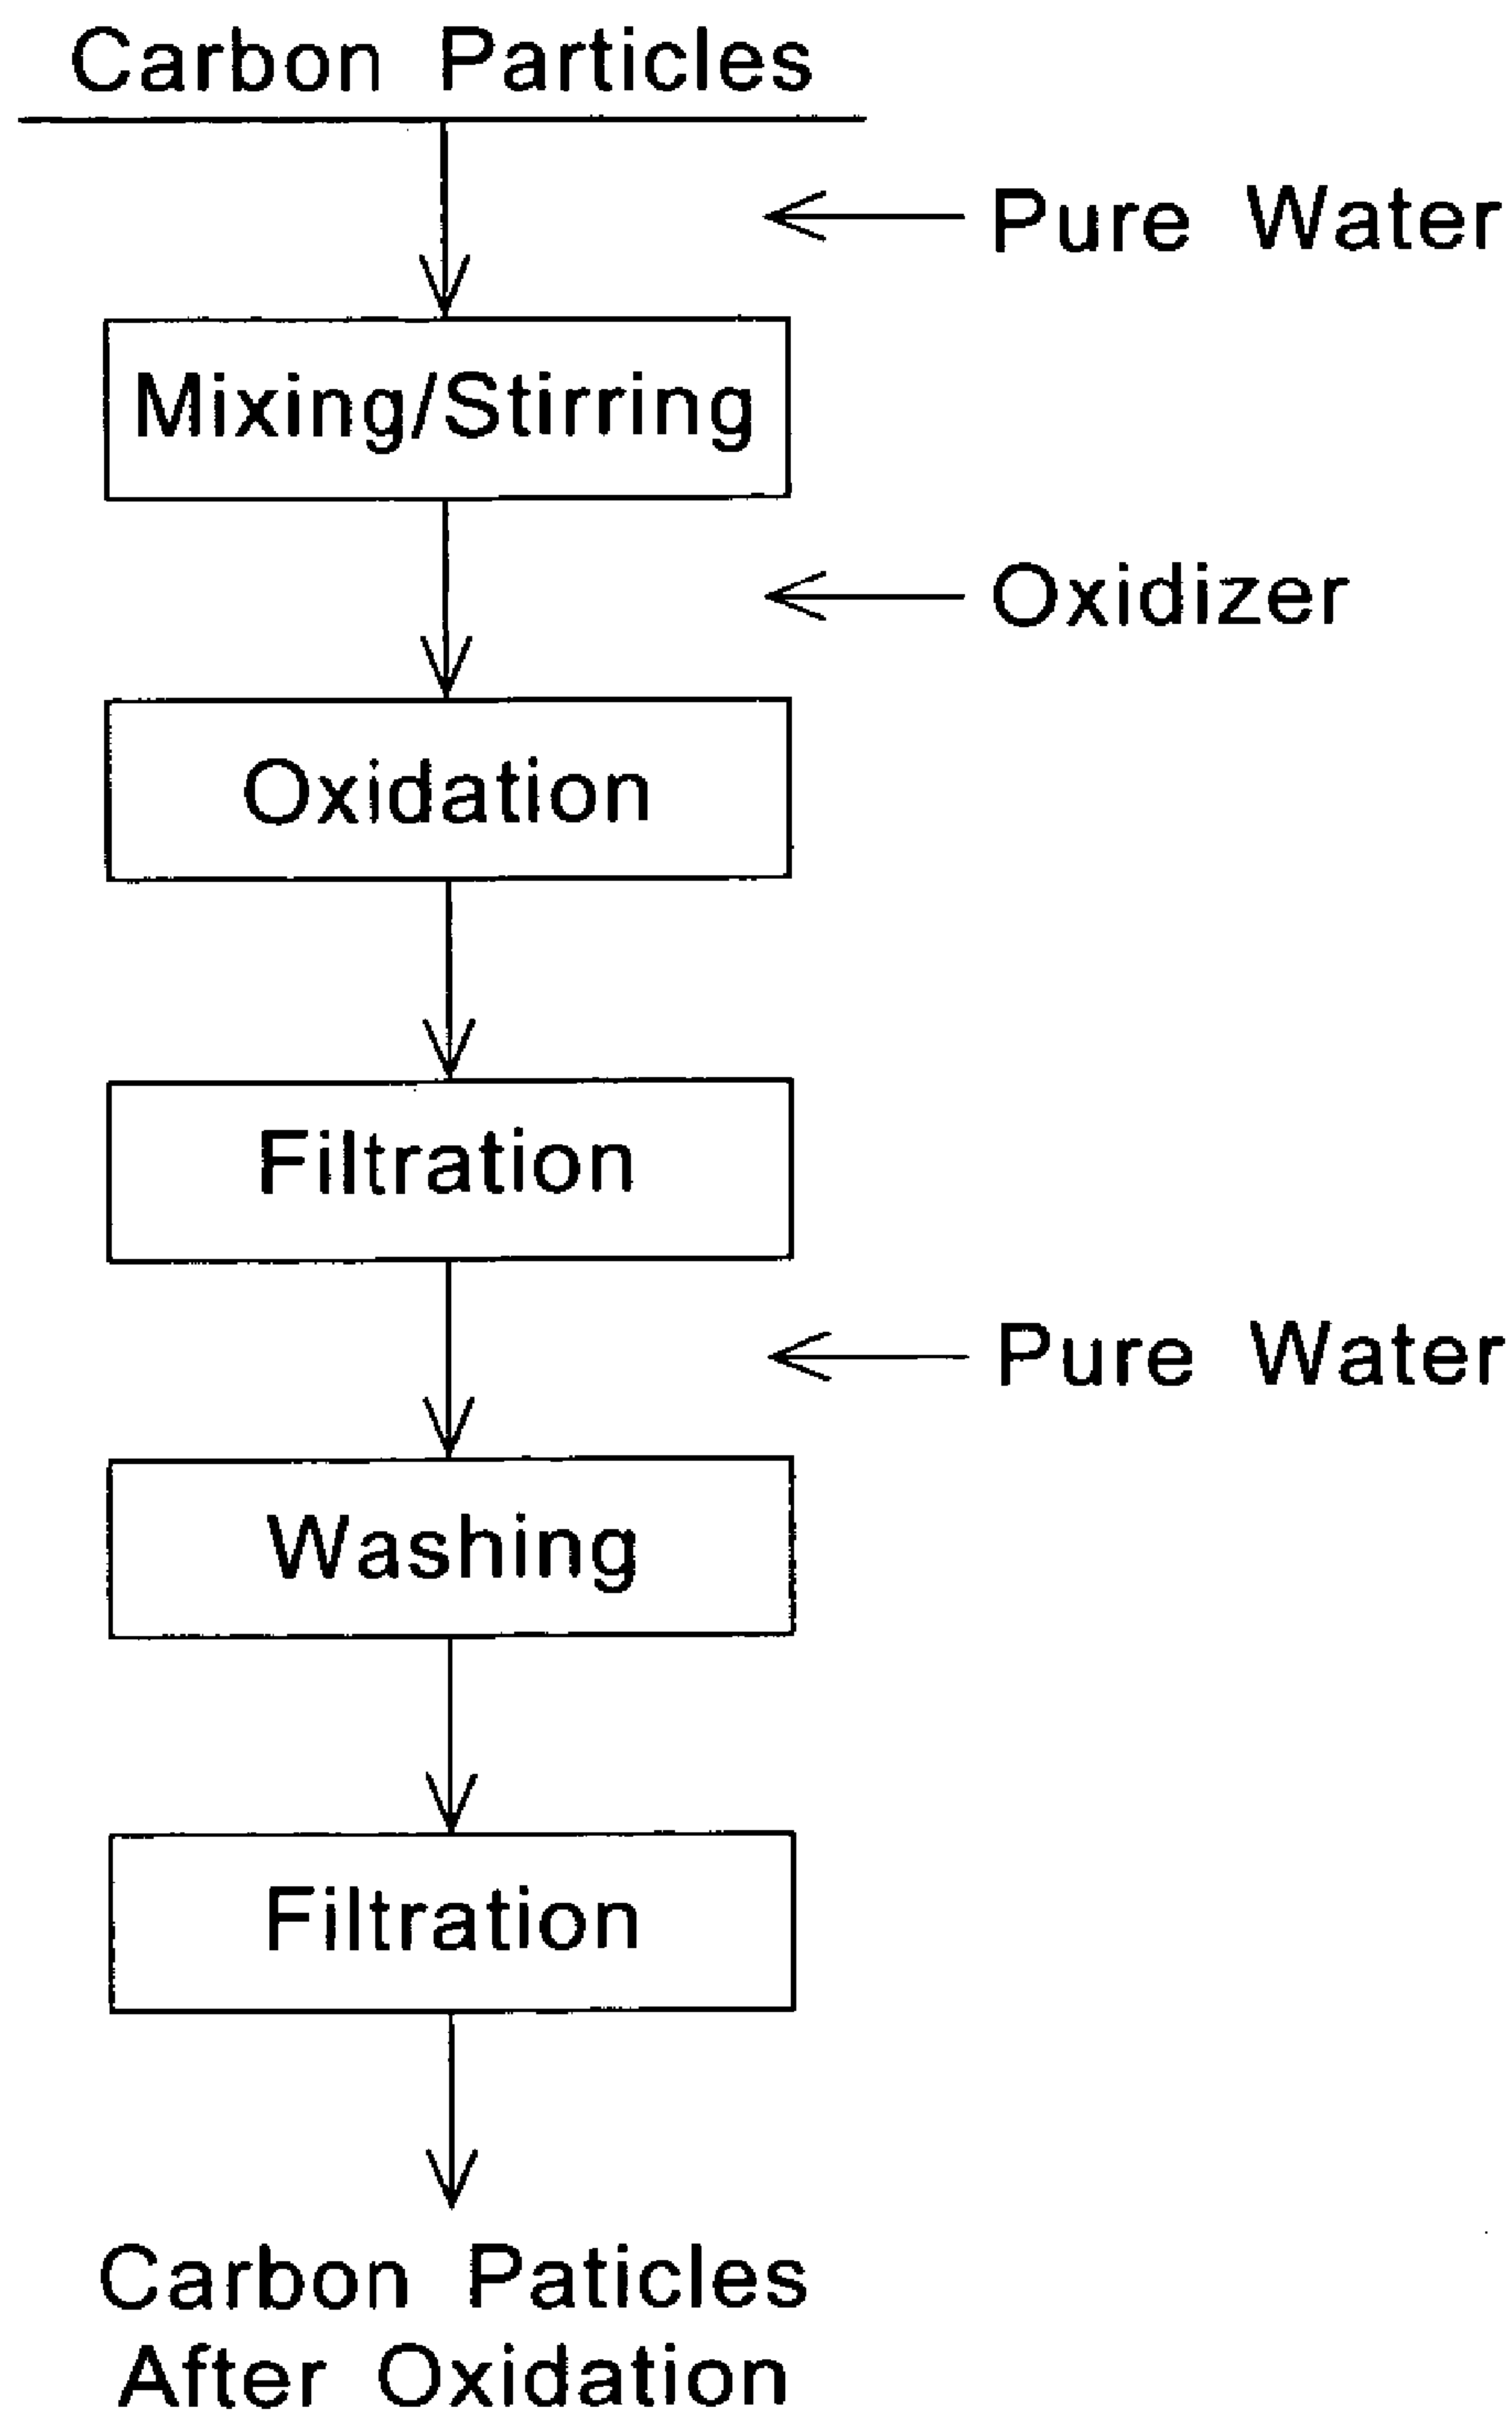 Carbon Particles
Pure Water
Mixing/Stirring
Oxidizer
Oxidation
Filtration
Pure Water
Washing
Filtration
Carbon Paticles
After Oxidation